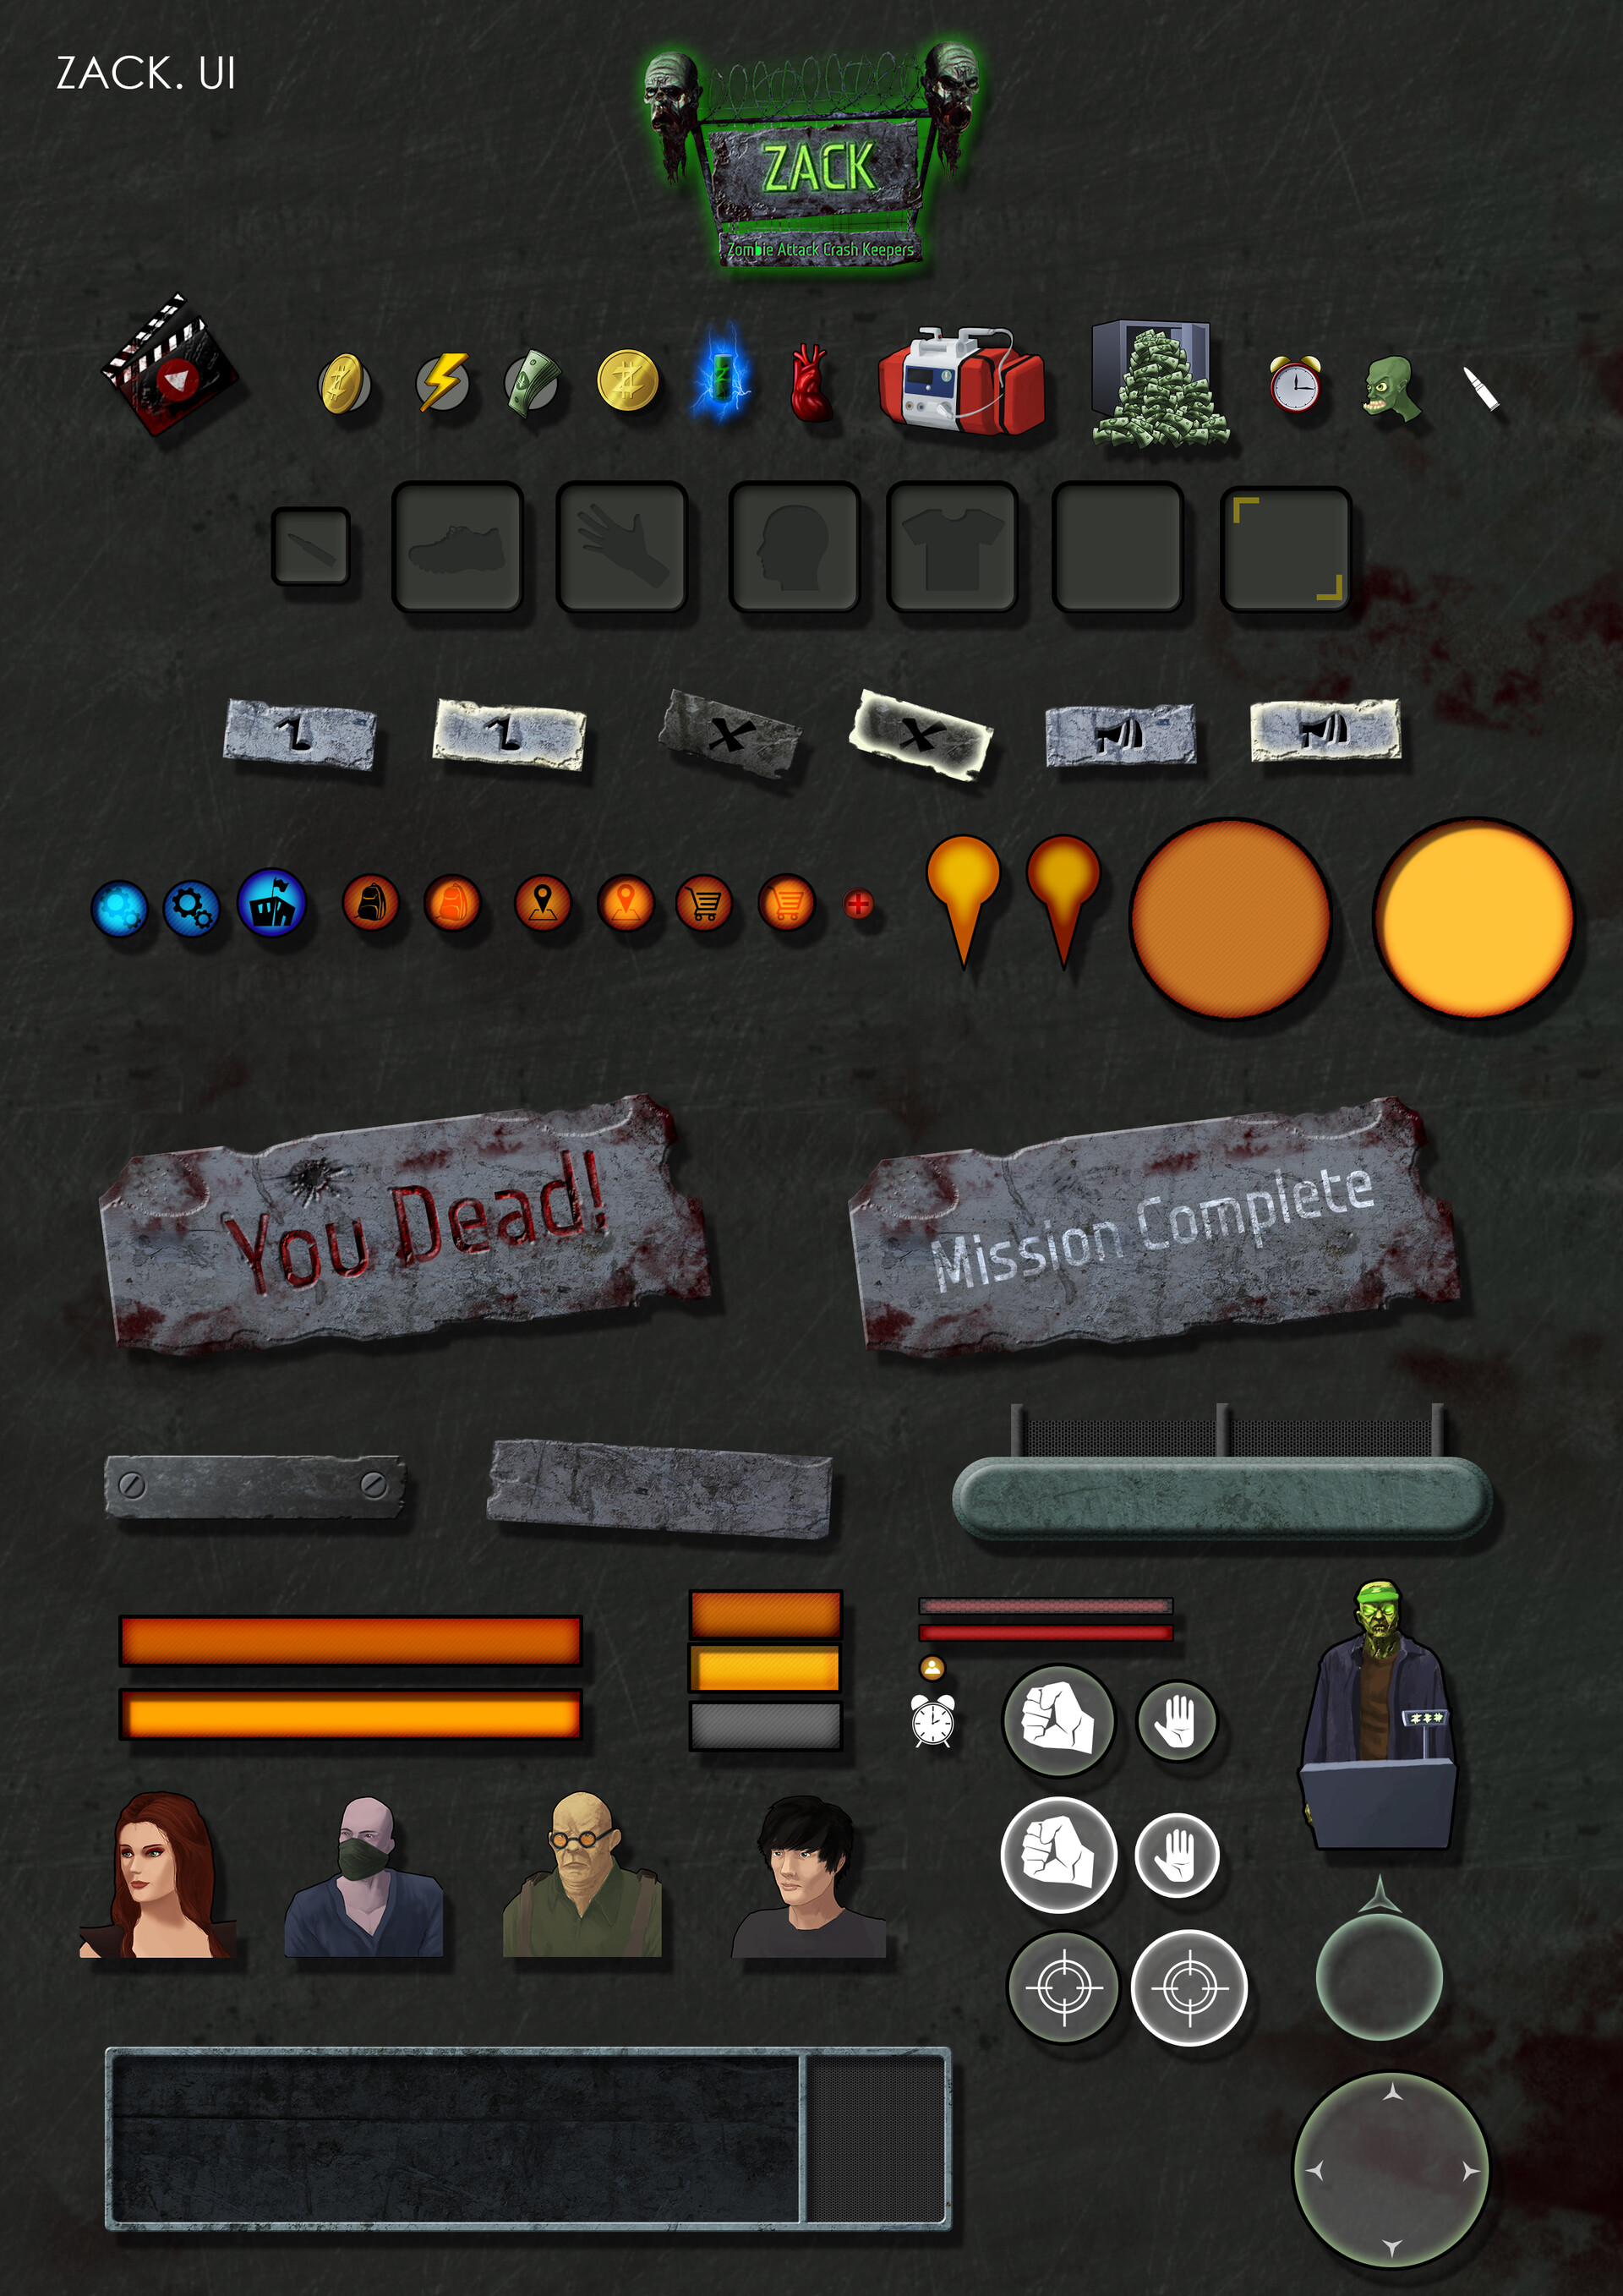 ZACK. UI
ZACK
Zombie Attack Crash Keepers
You Dead!
Mission Complete